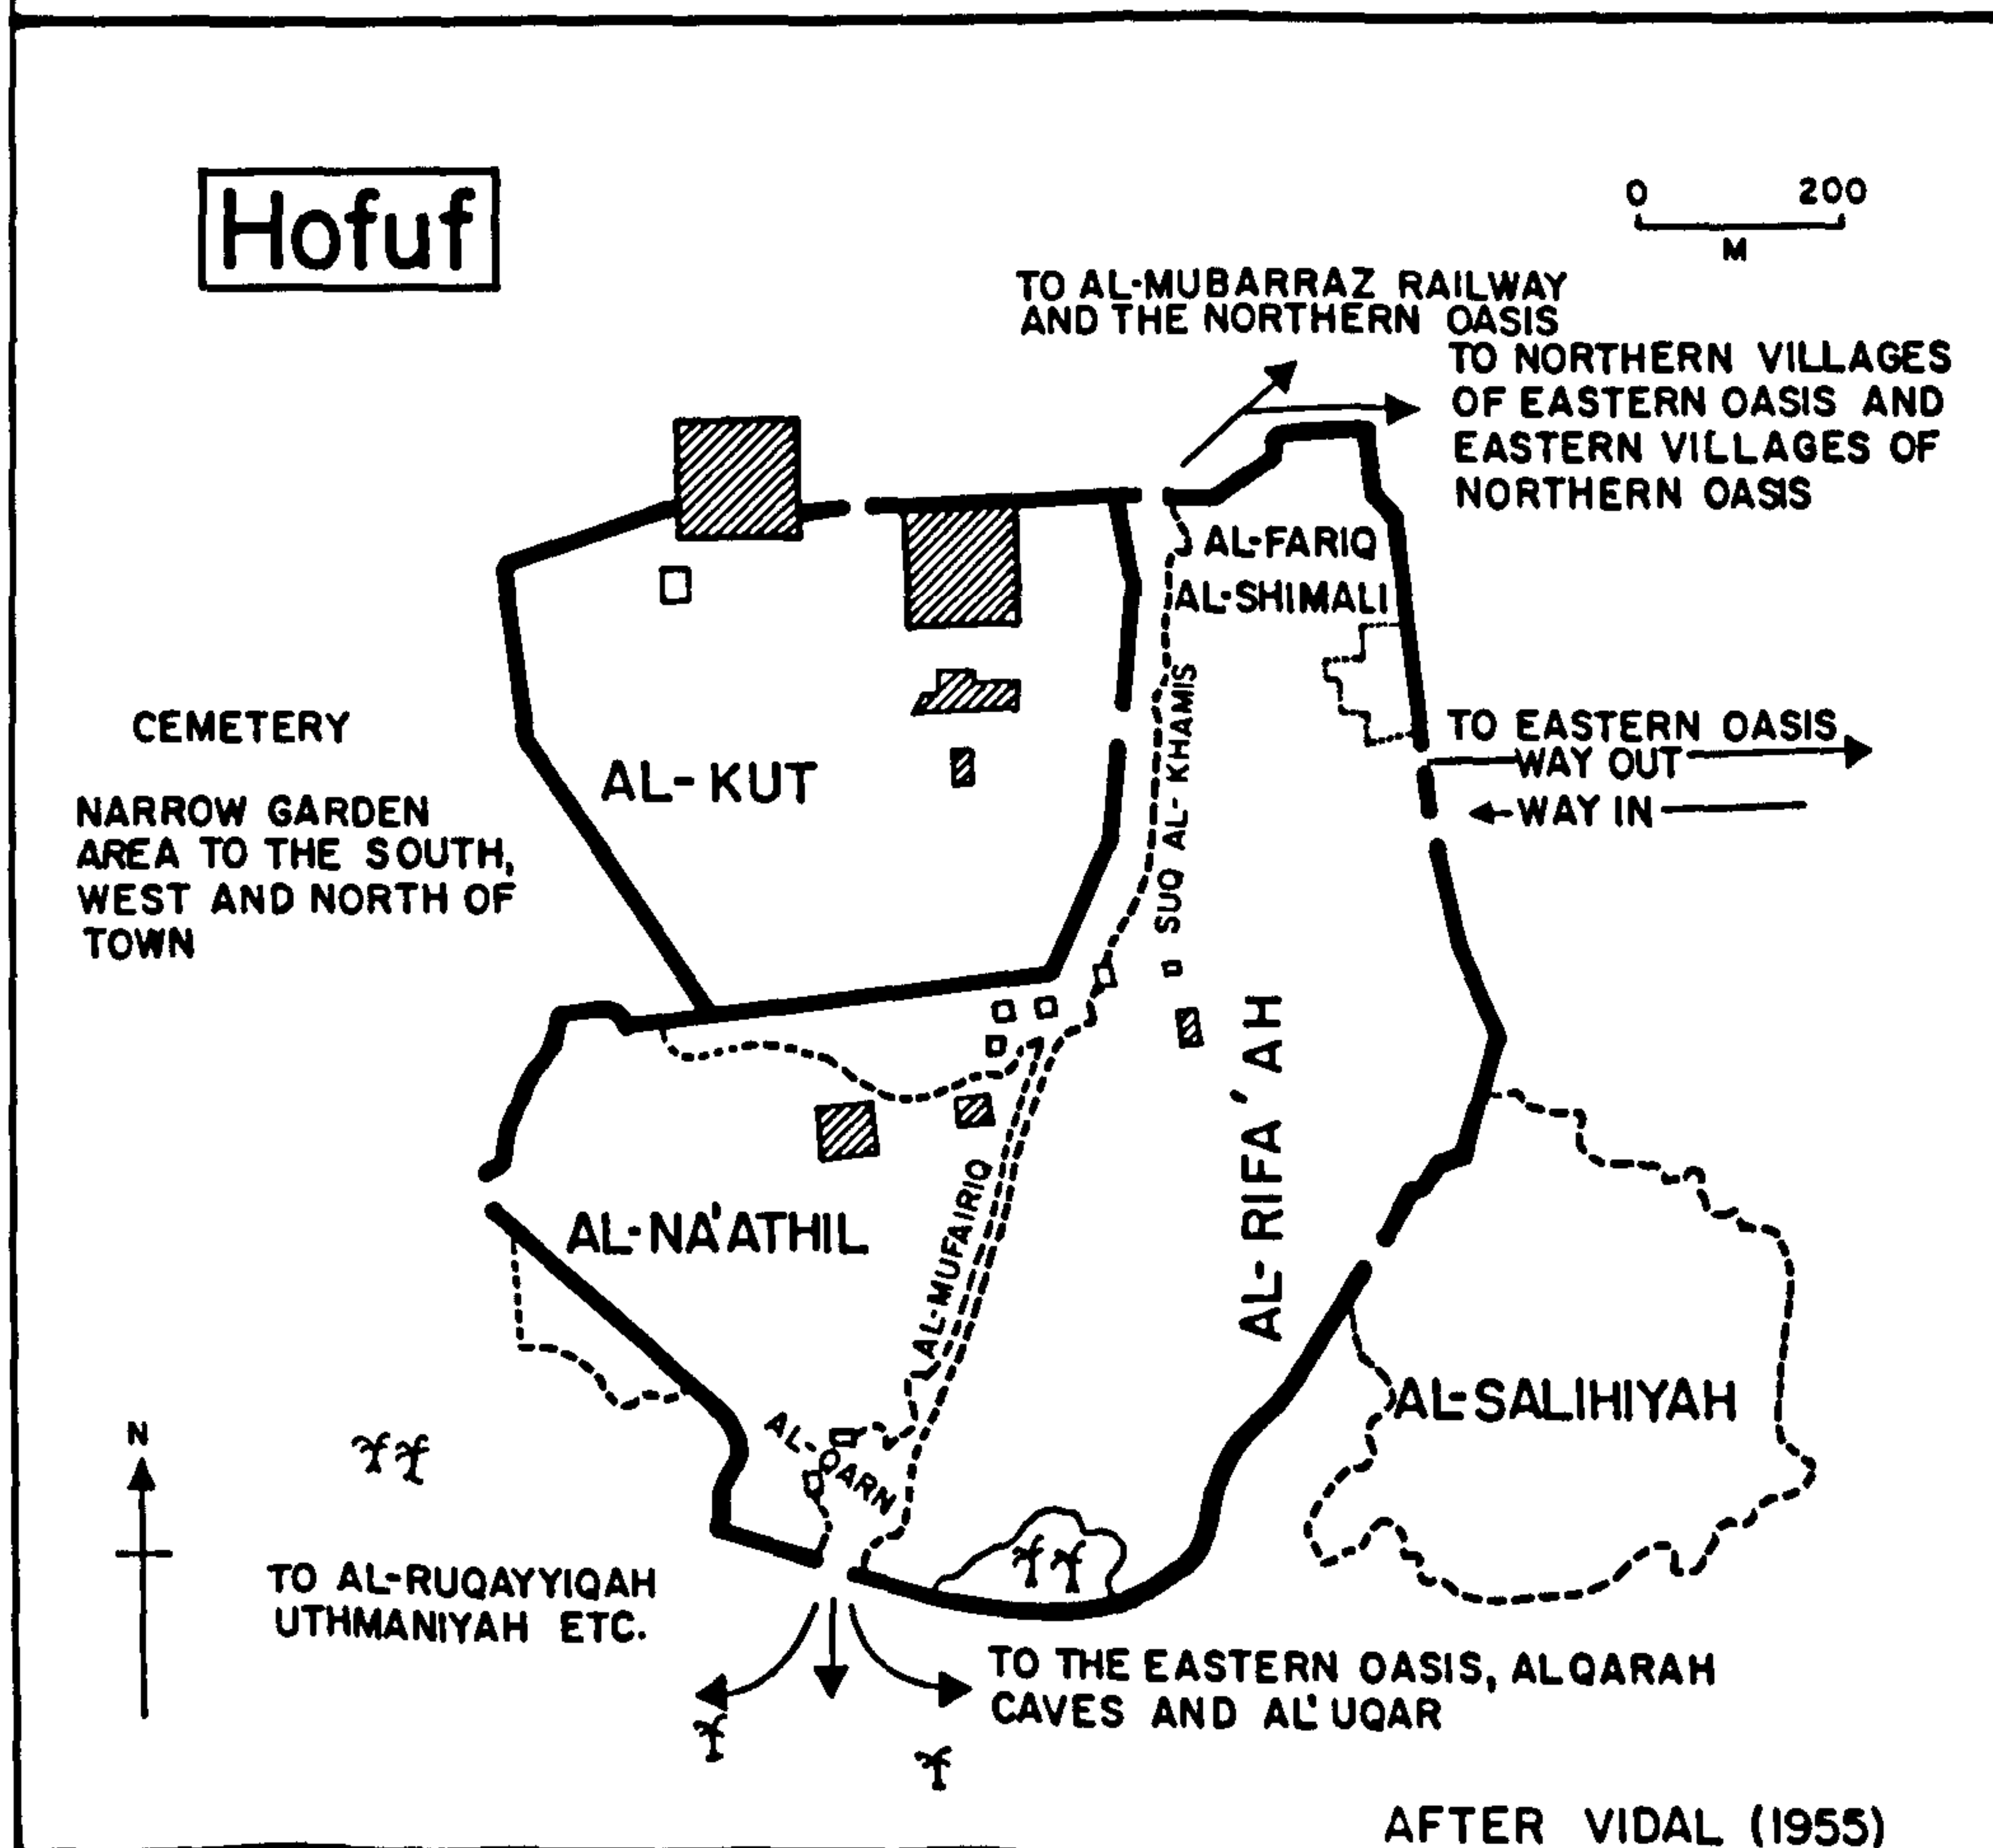 Hofuf
0 200
M
TO AL-MUBARRAZ RAILWAY
AND THE NORTHERN OASIS
TO NORTHERN VILLAGES
OF EASTERN OASIS AND
EASTERN VILLAGES OF
NORTHERN OASIS
AL-FARIQ
AL-SHIMALI
CEMETERY
NARROW GARDEN
AREA TO THE SOUTH,
WEST AND NORTH OF
TOWN
AL-KUT
SUQ AL-KHAMIS
TO EASTERN OASIS
WAY OUT
WAY IN
AL-RIFA'AH
AL-NA'ATHIL
AL-MUFAIRIQ
AL-QARN
AL-SALIHIYAH
N
TO AL-RUQAYYIQAH
UTHMANIYAH ETC.
TO THE EASTERN OASIS, ALQARAH
CAVES AND AL'UQAR
AFTER VIDAL (1955)